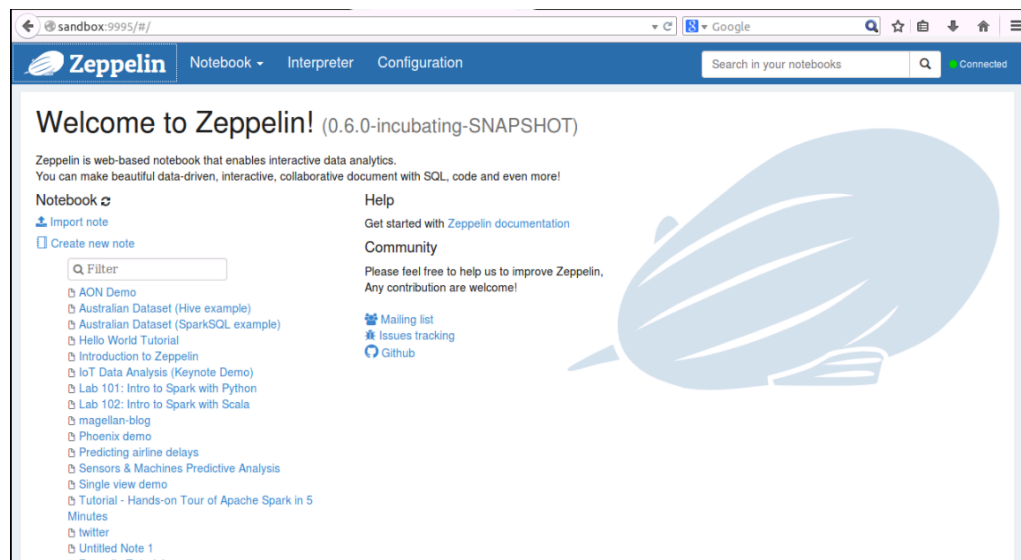 sandbox:9995/#/
Google
Zeppelin Notebook Interpreter Configuration Search in your notebooks Connected
Welcome to Zeppelin! (0.6.0-incubating-SNAPSHOT)
Zeppelin is web-based notebook that enables interactive data analytics.
You can make beautiful data-driven, interactive, collaborative document with SQL, code and even more!
Notebook
Import note
Create new note
Filter
AON Demo
Australian Dataset (Hive example)
Australian Dataset (SparkSQL example)
Hello World Tutorial
Introduction to Zeppelin
IoT Data Analysis (Keynote Demo)
Lab 101: Intro to Spark with Python
Lab 102: Intro to Spark with Scala
magellan-blog
Phoenix demo
Predicting airline delays
Sensors & Machines Predictive Analysis
Single view demo
Tutorial - Hands-on Tour of Apache Spark in 5
Minutes
twitter
Untitled Note 1
Help
Get started with Zeppelin documentation
Community
Please feel free to help us to improve Zeppelin,
Any contribution are welcome!
Mailing list
Issues tracking
Github